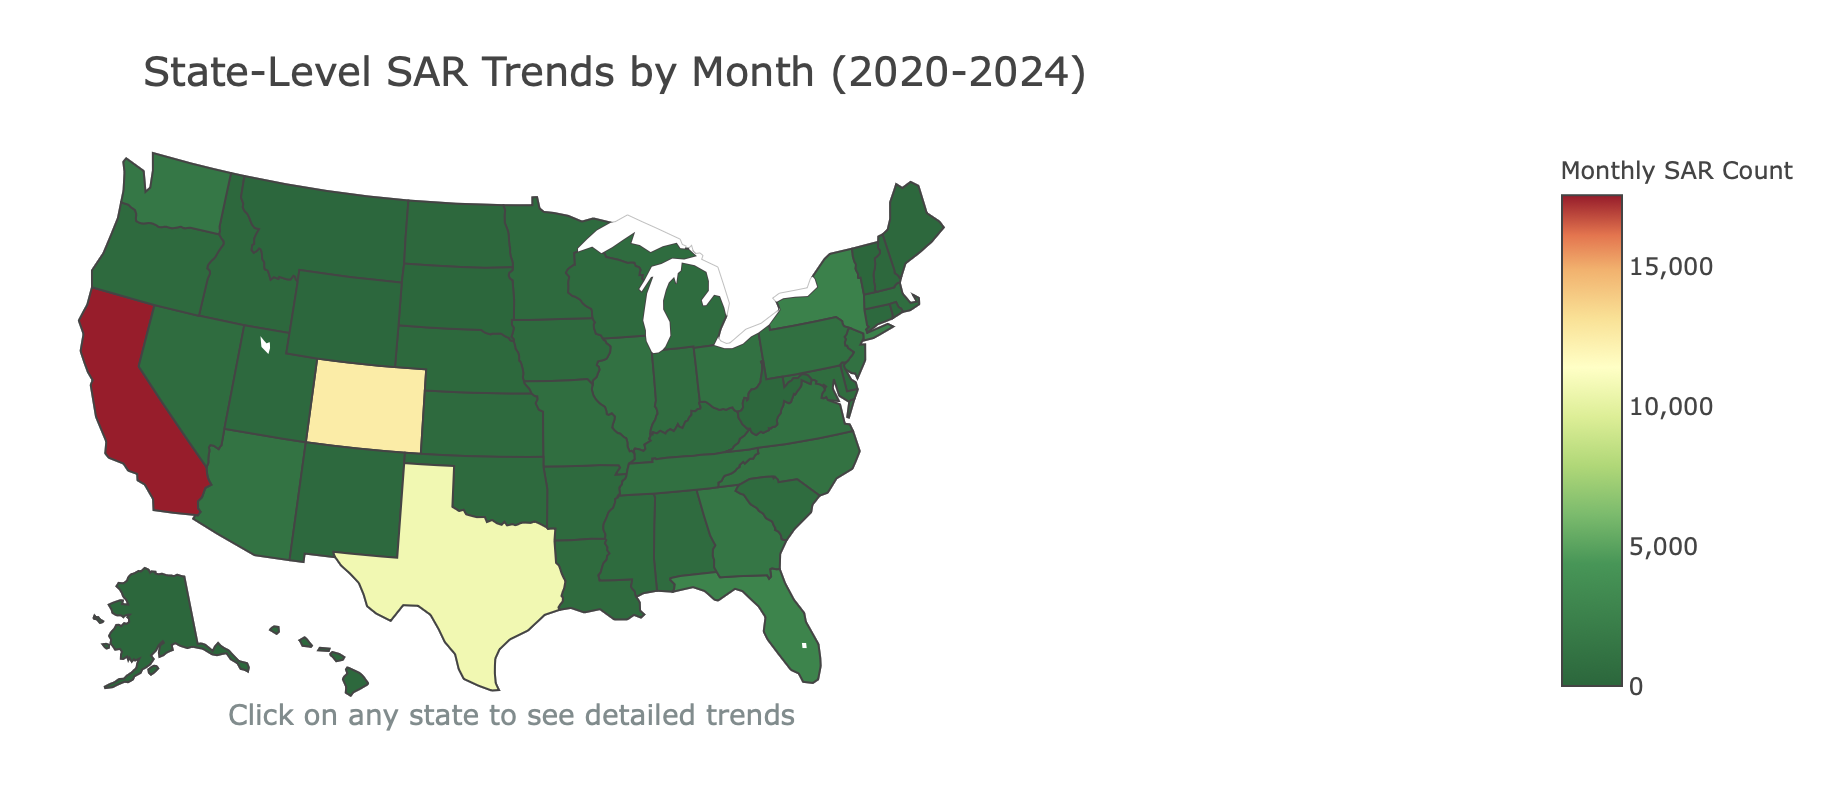 State-Level SAR Trends by Month (2020-2024)
Monthly SAR Count
15,000
10,000
5,000
0
Click on any state to see detailed trends